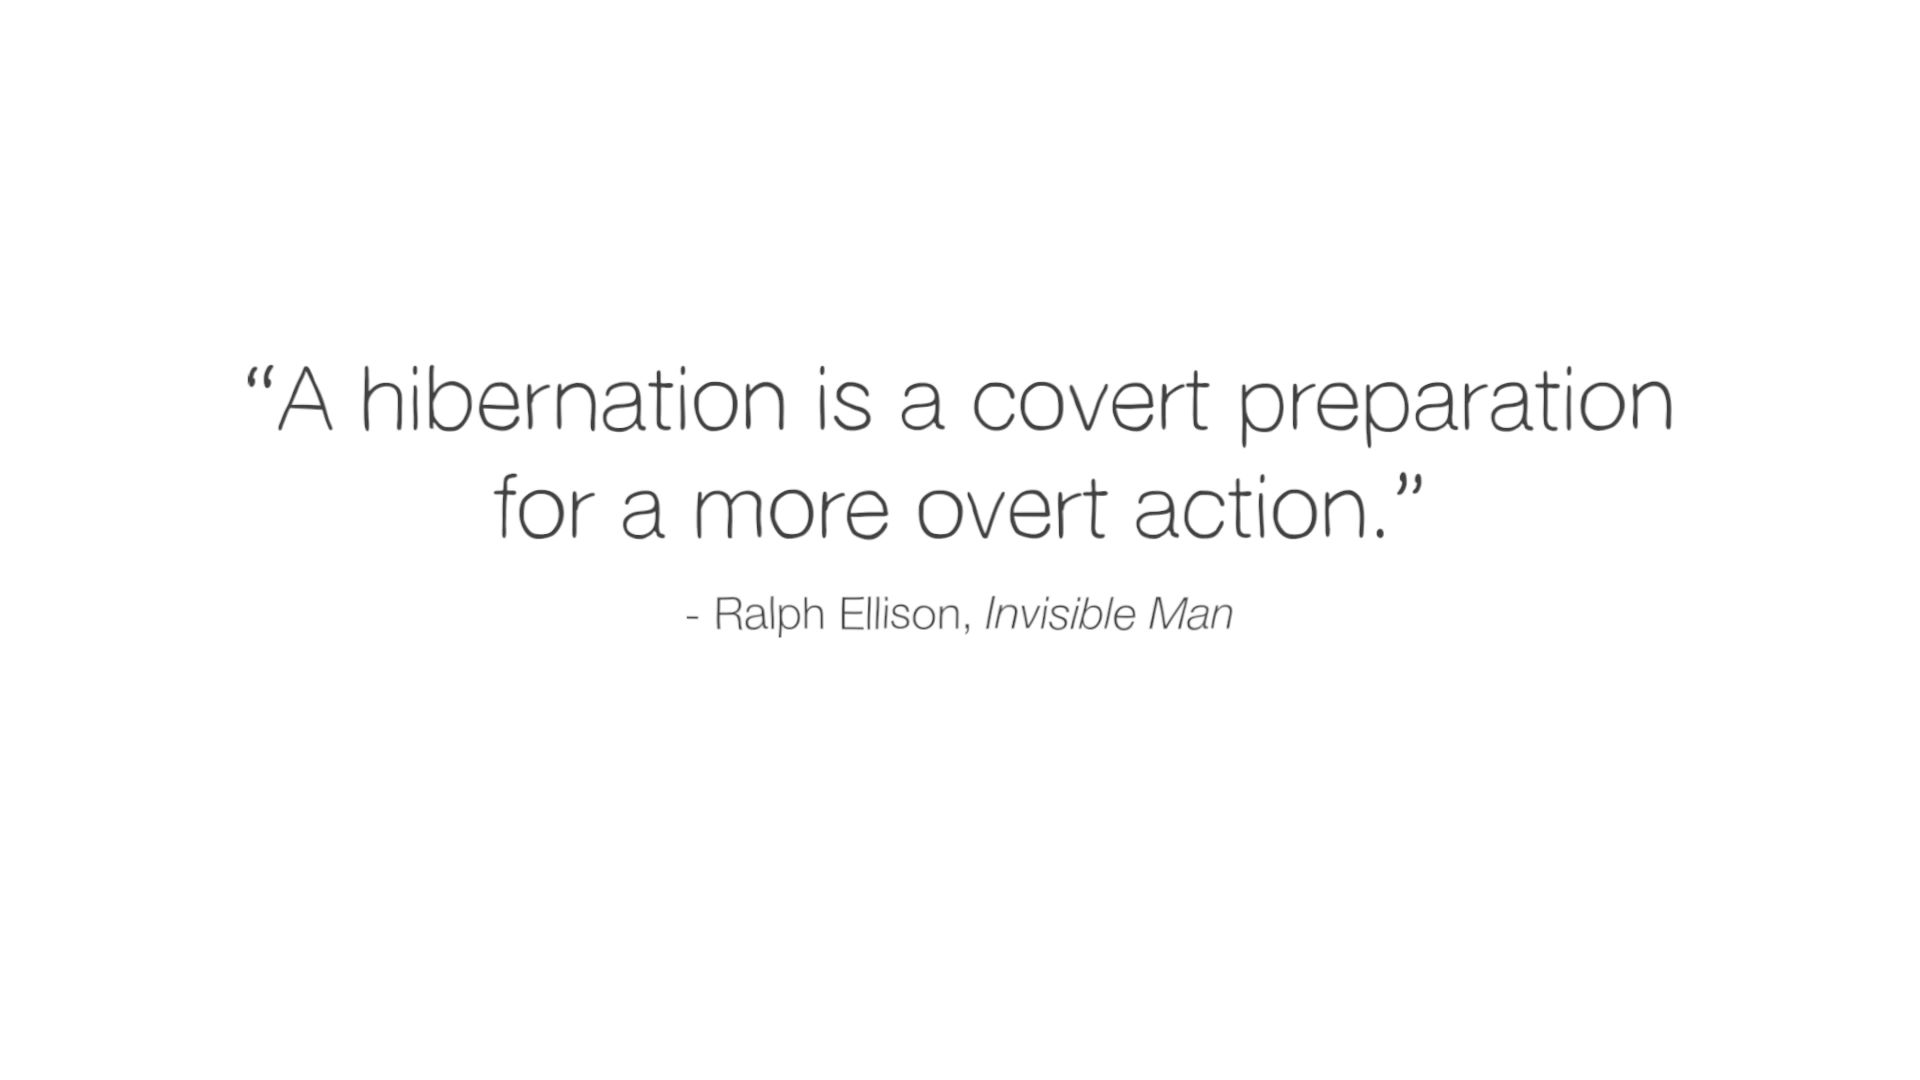 “A hibernation is a covert preparation
for a more overt action.”
- Ralph Ellison, Invisible Man